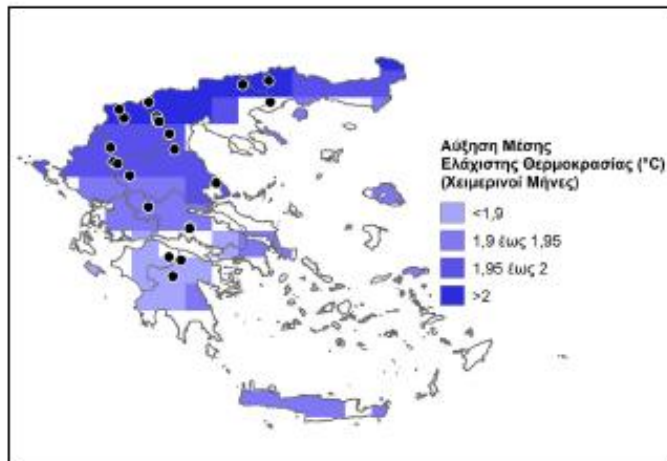 Αύξηση Μέσης
Ελάχιστης Θερμοκρασίας (°C)
(Χειμερινοί Μήνες)
<1,9
1,9 έως 1,95
1,95 έως 2
>2